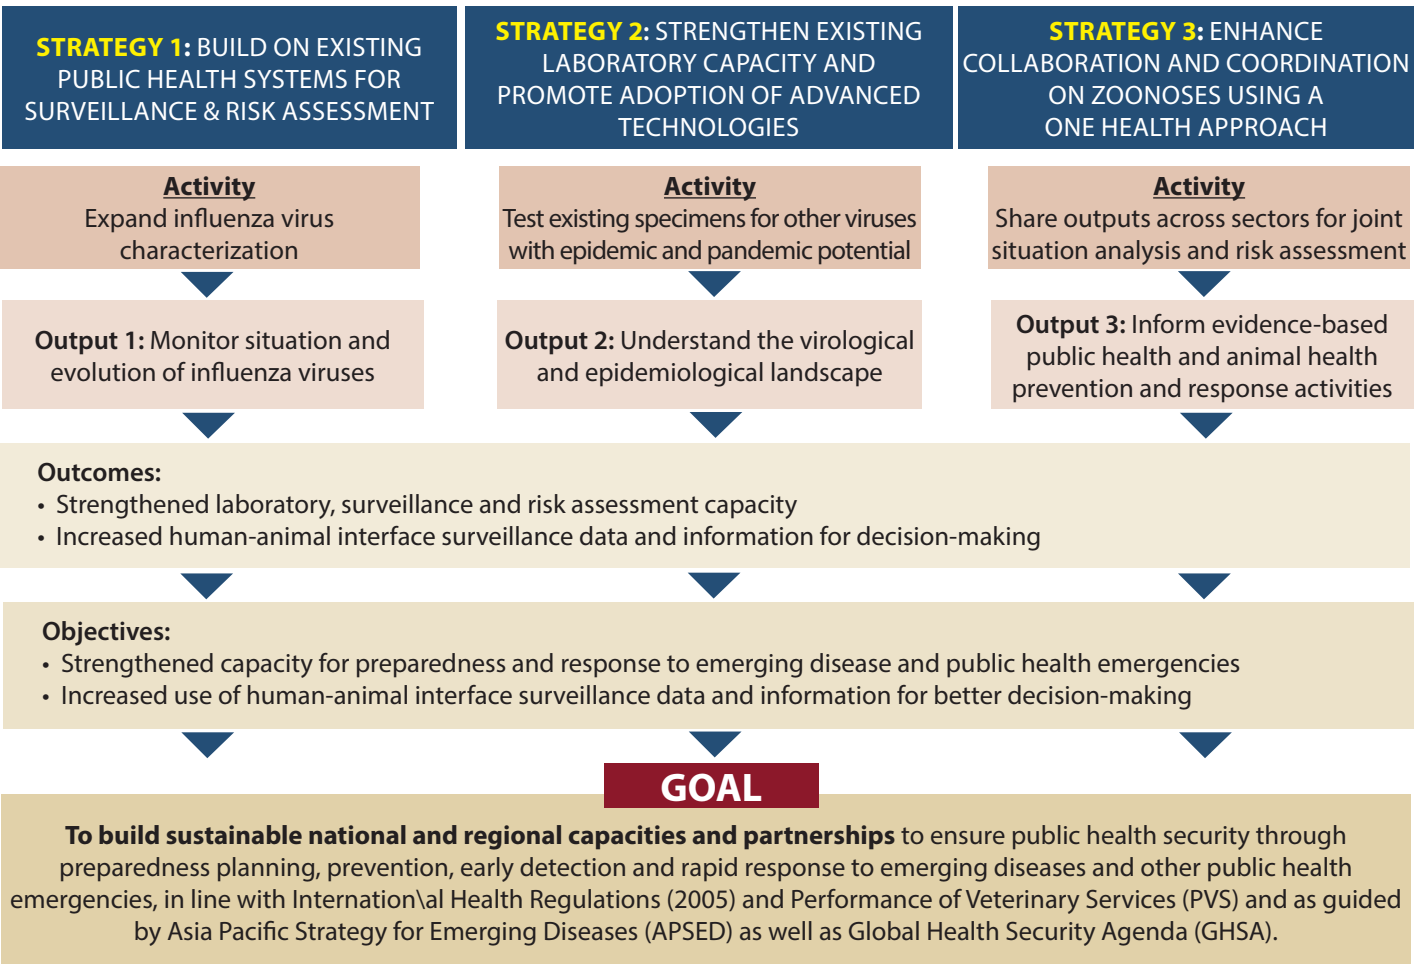 STRATEGY 1: BUILD ON EXISTING
PUBLIC HEALTH SYSTEMS FOR
SURVEILLANCE & RISK ASSESSMENT
STRATEGY 2: STRENGTHEN EXISTING
LABORATORY CAPACITY AND
PROMOTE ADOPTION OF ADVANCED
TECHNOLOGIES
STRATEGY 3: ENHANCE
COLLABORATION AND COORDINATION
ON ZOONOSES USING A
ONE HEALTH APPROACH
Activity
Expand influenza virus
characterization
Activity
Test existing specimens for other viruses
with epidemic and pandemic potential
Activity
Share outputs across sectors for joint
situation analysis and risk assessment
Output 1: Monitor situation and
evolution of influenza viruses
Output 2: Understand the virological
and epidemiological landscape
Output 3: Inform evidence-based
public health and animal health
prevention and response activities
Outcomes:
• Strengthened laboratory, surveillance and risk assessment capacity
• Increased human-animal interface surveillance data and information for decision-making
Objectives:
• Strengthened capacity for preparedness and response to emerging disease and public health emergencies
• Increased use of human-animal interface surveillance data and information for better decision-making
GOAL
To build sustainable national and regional capacities and partnerships to ensure public health security through
preparedness planning, prevention, early detection and rapid response to emerging diseases and other public health
emergencies, in line with Internation\al Health Regulations (2005) and Performance of Veterinary Services (PVS) and as guided
by Asia Pacific Strategy for Emerging Diseases (APSED) as well as Global Health Security Agenda (GHSA).